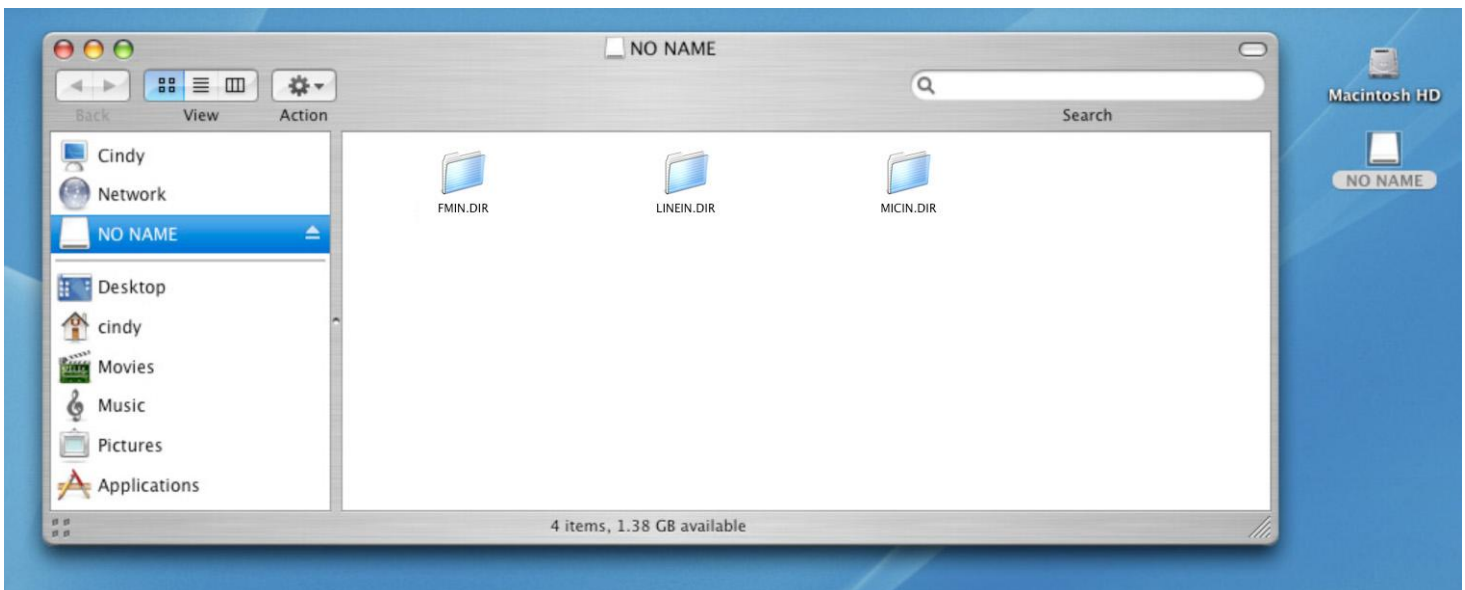 NO NAME
Back View Action Search
Cindy
Network
NO NAME
Desktop
cindy
Movies
Music
Pictures
Applications
FMIN.DIR LINEIN.DIR MICIN.DIR
4 items, 1.38 GB available
Macintosh HD
NO NAME